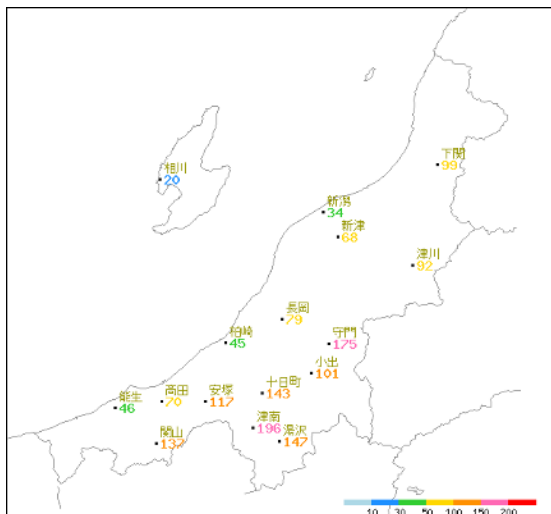 下関
99
相川
20
新潟
34
新津
68
津川
92
長岡
79
柏崎
45
守門
175
小出
101
能生
46
高田
70
安塚
117
十日町
143
津南
196
湯沢
147
関山
137
10 30 50 100 150 200